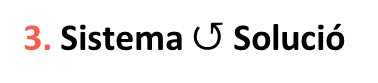 3. Sistema ↺ Solució